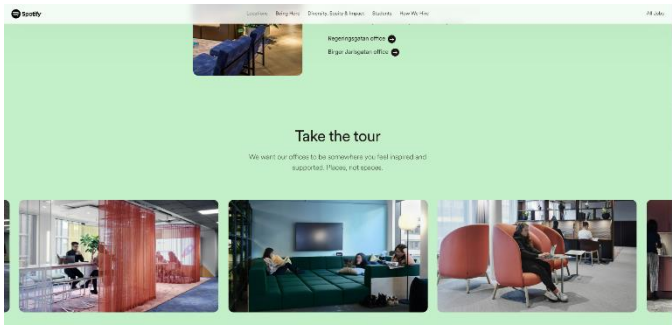 Spotify
Locations Being Here Diversity, Equity & Impact Students How We Hire
All Jobs
Regeringsgatan office
Birger Jarlsgatan office
Take the tour
We want our offices to be somewhere you feel inspired and
supported. Places, not spaces.